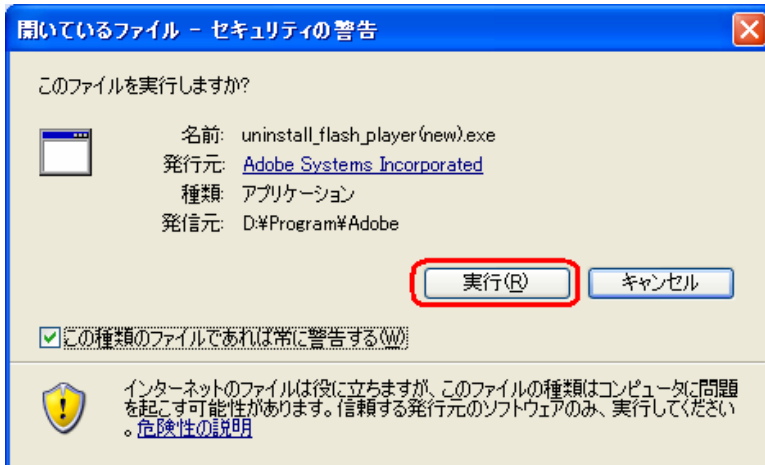 開いているファイル - セキュリティの警告
このファイルを実行しますか?
名前: uninstall_flash_player(new).exe
発行元: Adobe Systems Incorporated
種類: アプリケーション
発信元: D:¥Program¥Adobe
実行(R) キャンセル
この種類のファイルであれば常に警告する(W)
インターネットのファイルは役に立ちますが、このファイルの種類はコンピュータに問題
を起こす可能性があります。信頼する発行元のソフトウェアのみ、実行してください
。危険性の説明